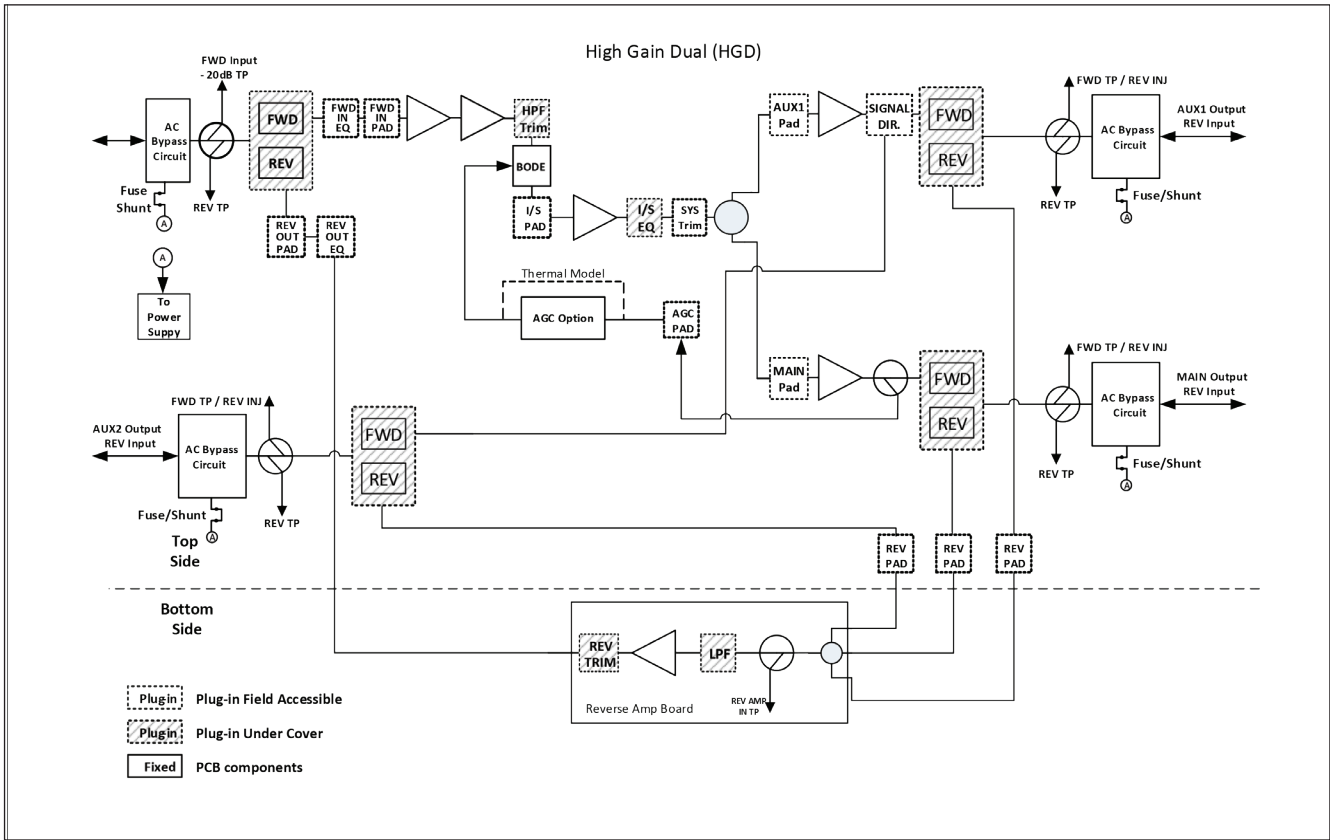 High Gain Dual (HGD)
FWD Input
- 20dB TP
AC
Bypass
Circuit
Fuse
Shunt
A
A
To
Power
Supply
REV TP
FWD
REV
FWD
IN
EQ
FWD
IN
PAD
REV
OUT
PAD
REV
OUT
EQ
HPF
Trim
BODE
I/S
PAD
I/S
EQ
SYS
Trim
Thermal Model
AGC Option
AGC
PAD
AUX1
Pad
SIGNAL
DIR.
FWD
REV
FWD TP / REV INJ
REV TP
AC Bypass
Circuit
AUX1 Output
REV Input
Fuse/Shunt
A
MAIN
Pad
FWD
REV
FWD TP / REV INJ
REV TP
AC Bypass
Circuit
MAIN Output
REV Input
Fuse/Shunt
A
AUX2 Output
REV Input
FWD TP / REV INJ
AC Bypass
Circuit
REV TP
Fuse/Shunt
A
FWD
REV
Top
Side
REV
PAD
REV
PAD
REV
PAD
Bottom
Side
REV
TRIM
LPF
REV AMP
IN TP
Reverse Amp Board
Plug-in Plug-in Field Accessible
Plug-in Plug-in Under Cover
Fixed PCB components